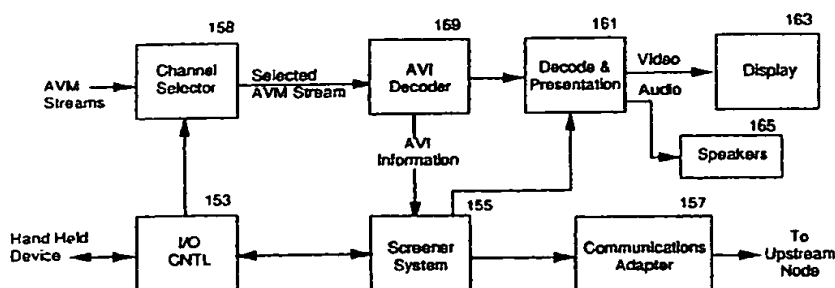 158
169
161
163
Channel
Selector
AVI
Decoder
Decode &
Presentation
Display
AVM
Streams
Selected
AVM Stream
Video
Audio
165
Speakers
AVI
Information
153
155
157
Hand Held
Device
I/O
CNTL
Screener
System
Communications
Adapter
To
Upstream
Node